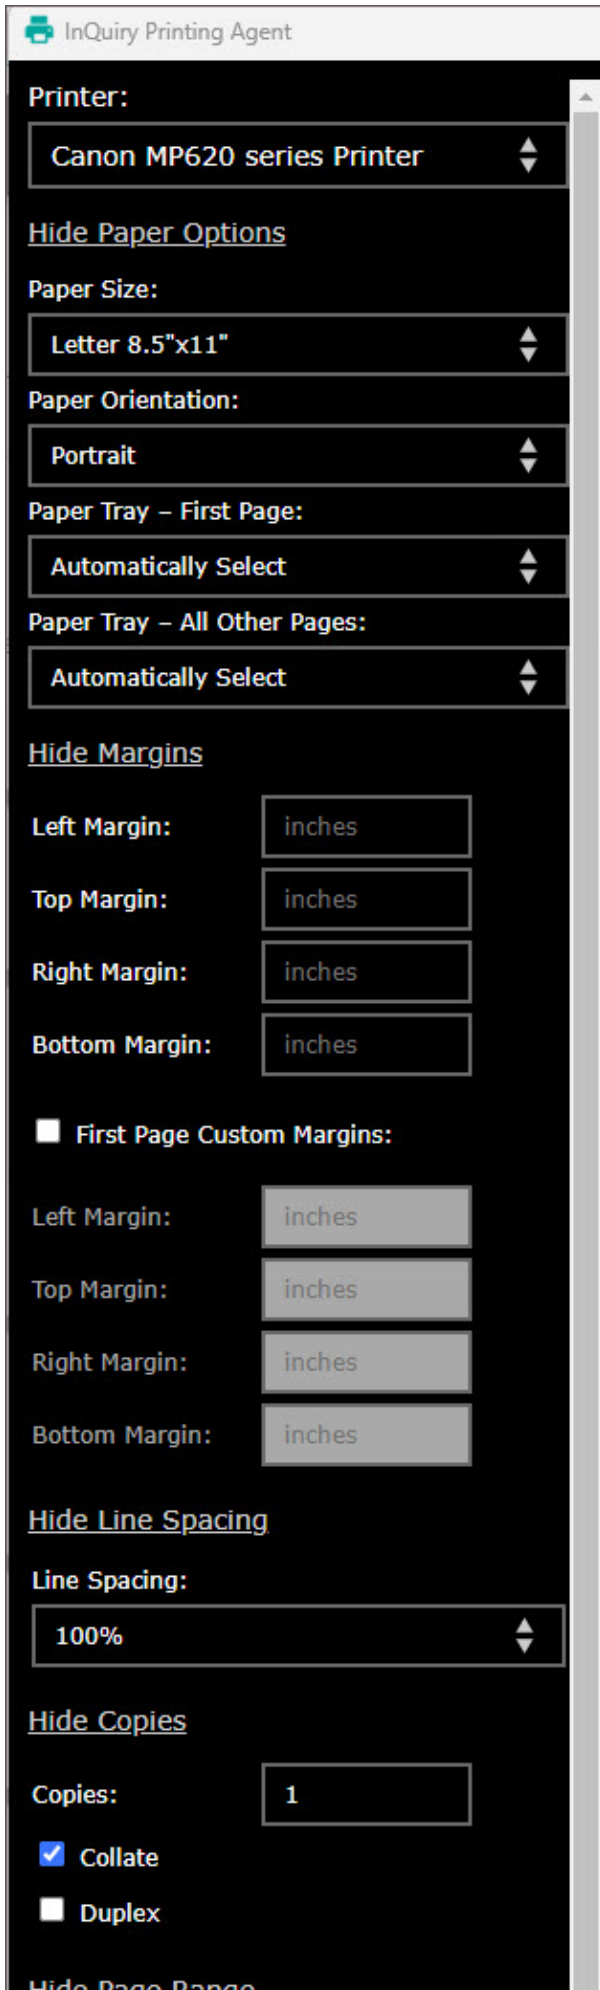 InQuiry Printing Agent
Printer:
Canon MP620 series Printer
Hide Paper Options
Paper Size:
Letter 8.5"x11"
Paper Orientation:
Portrait
Paper Tray – First Page:
Automatically Select
Paper Tray – All Other Pages:
Automatically Select
Hide Margins
Left Margin: inches
Top Margin: inches
Right Margin: inches
Bottom Margin: inches
First Page Custom Margins:
Left Margin: inches
Top Margin: inches
Right Margin: inches
Bottom Margin: inches
Hide Line Spacing
Line Spacing:
100%
Hide Copies
Copies: 1
Collate
Duplex
Hide Page Range